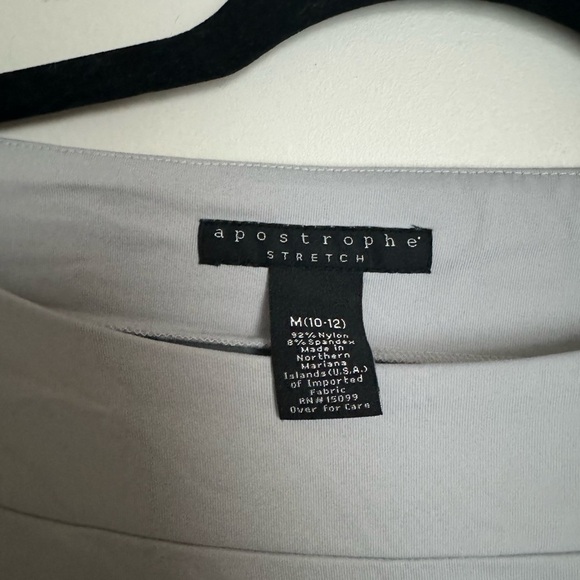 apostrophe
STRETCH
M(10-12)
92% Nylon
8% Spandex
Made in
Northern
Mariana
Islands(U.S.A.)
of Imported
Fabric
RN# 15099
Over for Care